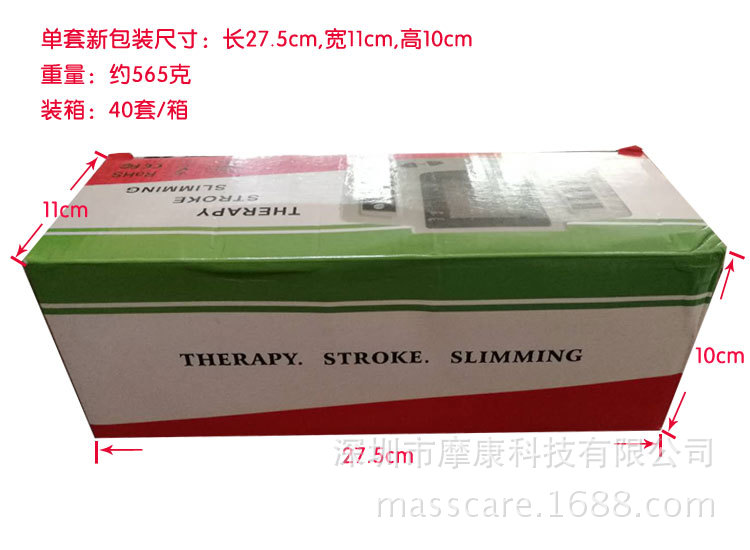 单套新包装尺寸：长27.5cm,宽11cm,高10cm
重量：约565克
装箱：40套/箱
11cm
RoHS
THERAPY
STROKE
SLIMMING
THERAPY. STROKE. SLIMMING
10cm
27.5cm
深圳市摩康科技有限公司
masscare.1688.com